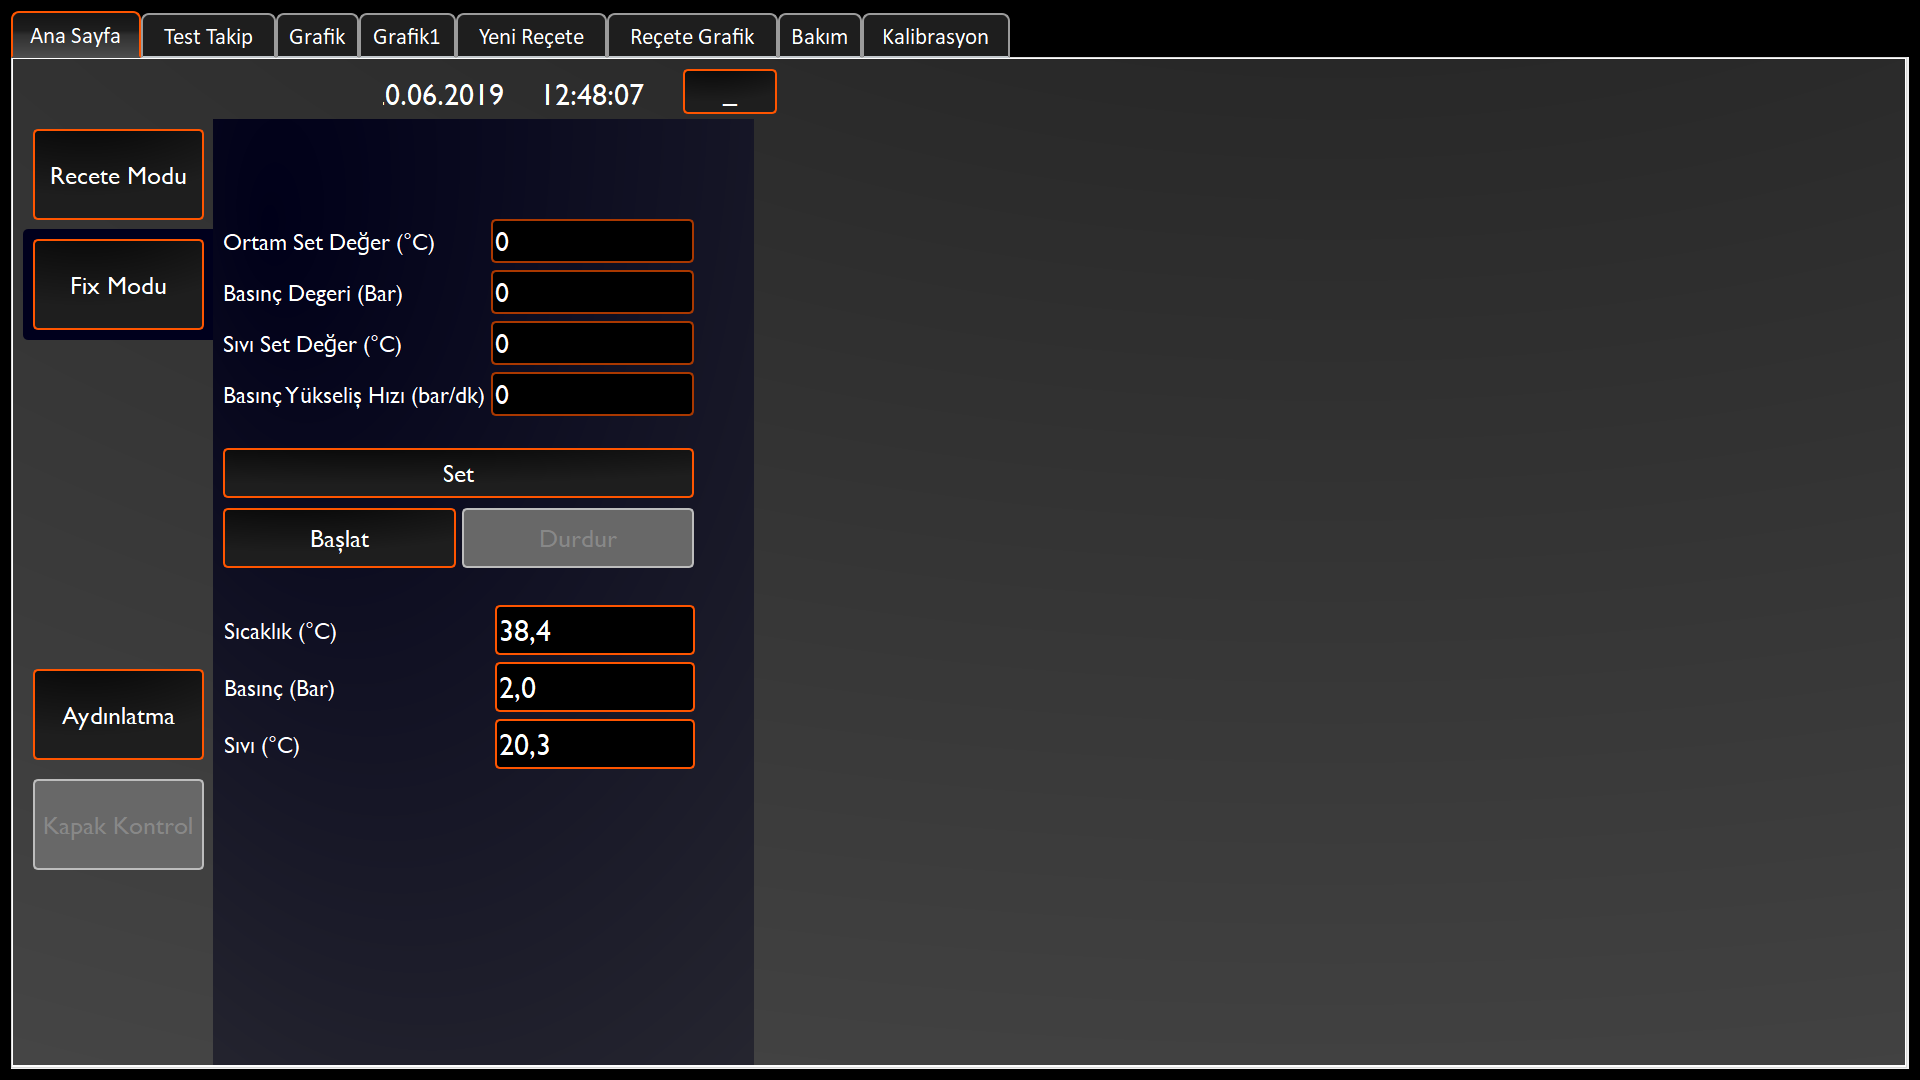 Ana Sayfa Test Takip Grafik Grafik1 Yeni Reçete Reçete Grafik Bakım Kalibrasyon
0.06.2019 12:48:07 _
Recete Modu
Fix Modu
Ortam Set Değer (°C) 0
Basınç Degeri (Bar) 0
Sıvı Set Değer (°C) 0
Basınç Yükseliş Hızı (bar/dk) 0
Set
Başlat Durdur
Sıcaklık (°C) 38,4
Basınç (Bar) 2,0
Sıvı (°C) 20,3
Aydınlatma
Kapak Kontrol